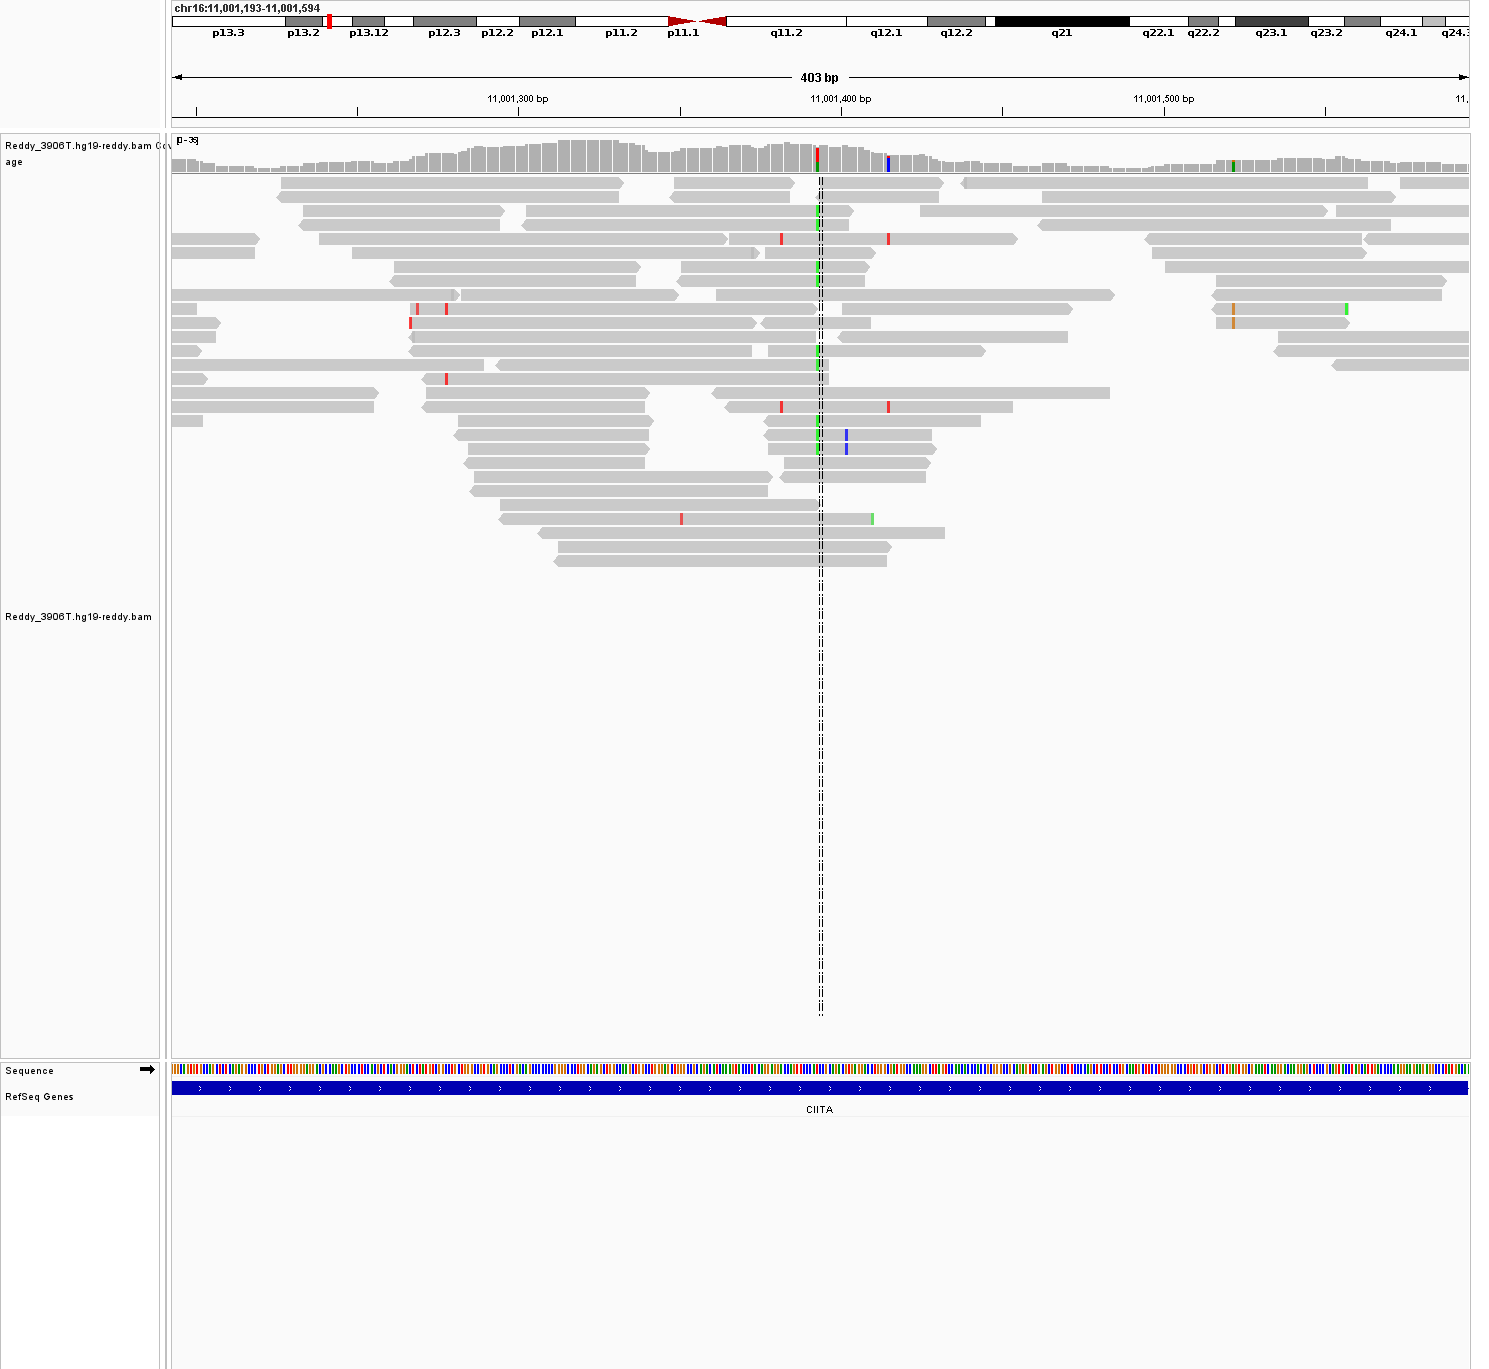 chr16:11,001,193-11,001,594
p13.3 p13.2 p13.12 p12.3 p12.2 p12.1 p11.2 p11.1 q11.2 q12.1 q12.2 q21 q22.1 q22.2 q23.1 q23.2 q24.1 q24.3
403 bp
11,001,300 bp 11,001,400 bp 11,001,500 bp 11,
Reddy_3906T.hg19-reddy.bam Cov
age
[0-36]
Reddy_3906T.hg19-reddy.bam
Sequence
RefSeq Genes
CIITA